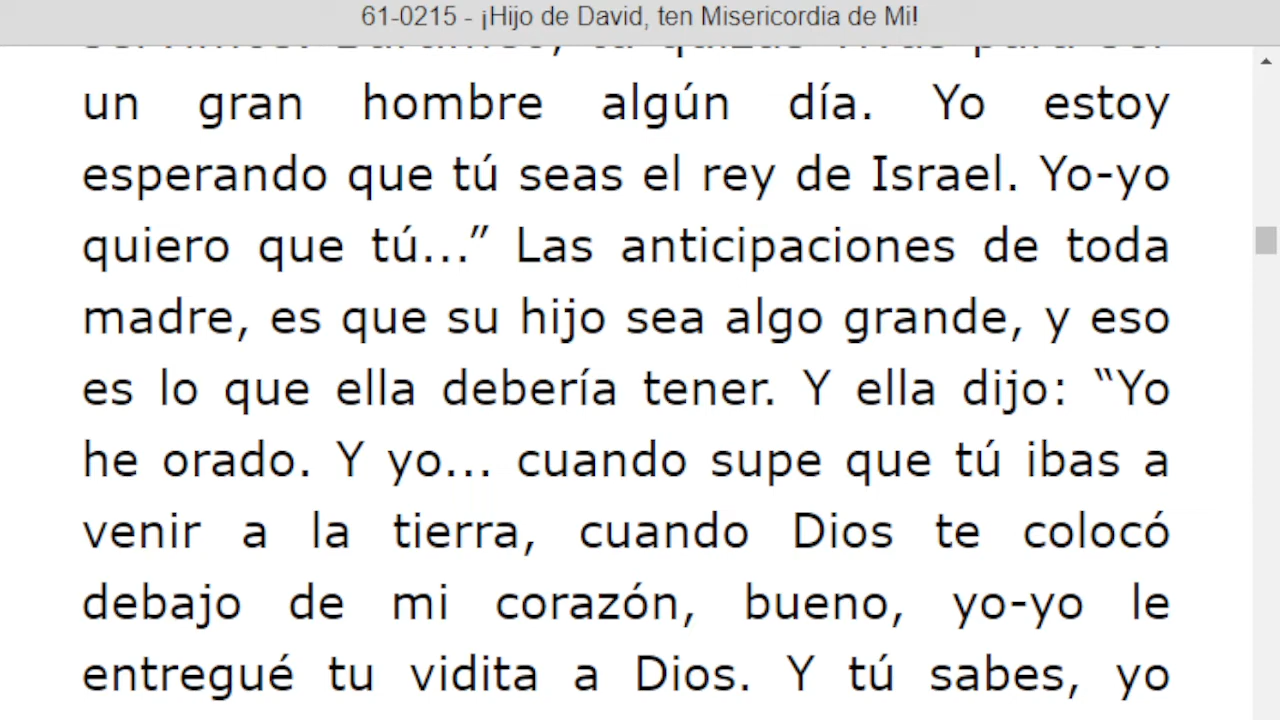 61-0215 - ¡Hijo de David, ten Misericordia de Mi!
un gran hombre algún día. Yo estoy
esperando que tú seas el rey de Israel. Yo-yo
quiero que tú...” Las anticipaciones de toda
madre, es que su hijo sea algo grande, y eso
es lo que ella debería tener. Y ella dijo: “Yo
he orado. Y yo... cuando supe que tú ibas a
venir a la tierra, cuando Dios te colocó
debajo de mi corazón, bueno, yo-yo le
entregué tu vidita a Dios. Y tú sabes, yo